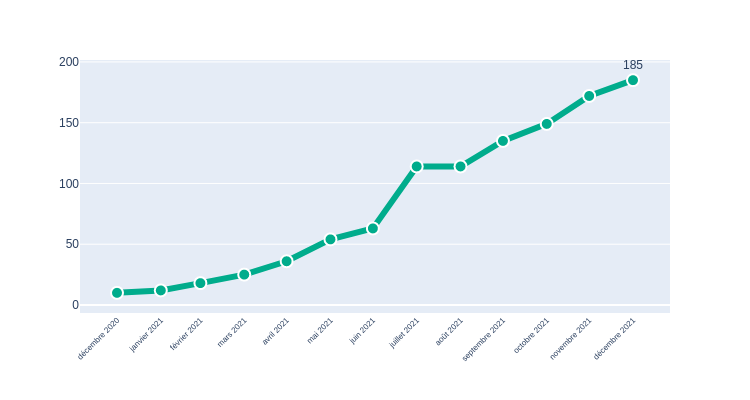 200
185
150
100
50
0
décembre 2020
janvier 2021
février 2021
mars 2021
avril 2021
mai 2021
juin 2021
juillet 2021
août 2021
septembre 2021
octobre 2021
novembre 2021
décembre 2021